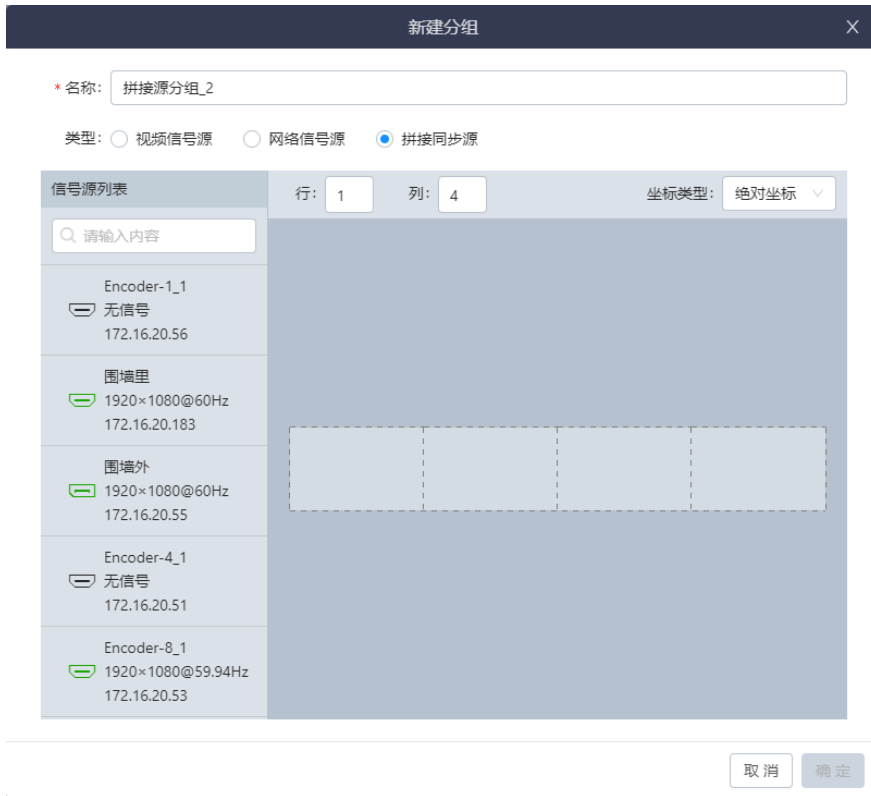 新建分组
* 名称： 拼接源分组_2
类型： 视频信号源 网络信号源 拼接同步源
信号源列表 行： 1 列： 4 坐标类型： 绝对坐标
请输入内容
Encoder-1_1
无信号
172.16.20.56
围墙里
1920×1080@60Hz
172.16.20.183
围墙外
1920×1080@60Hz
172.16.20.55
Encoder-4_1
无信号
172.16.20.51
Encoder-8_1
1920×1080@59.94Hz
172.16.20.53
取 消 确 定